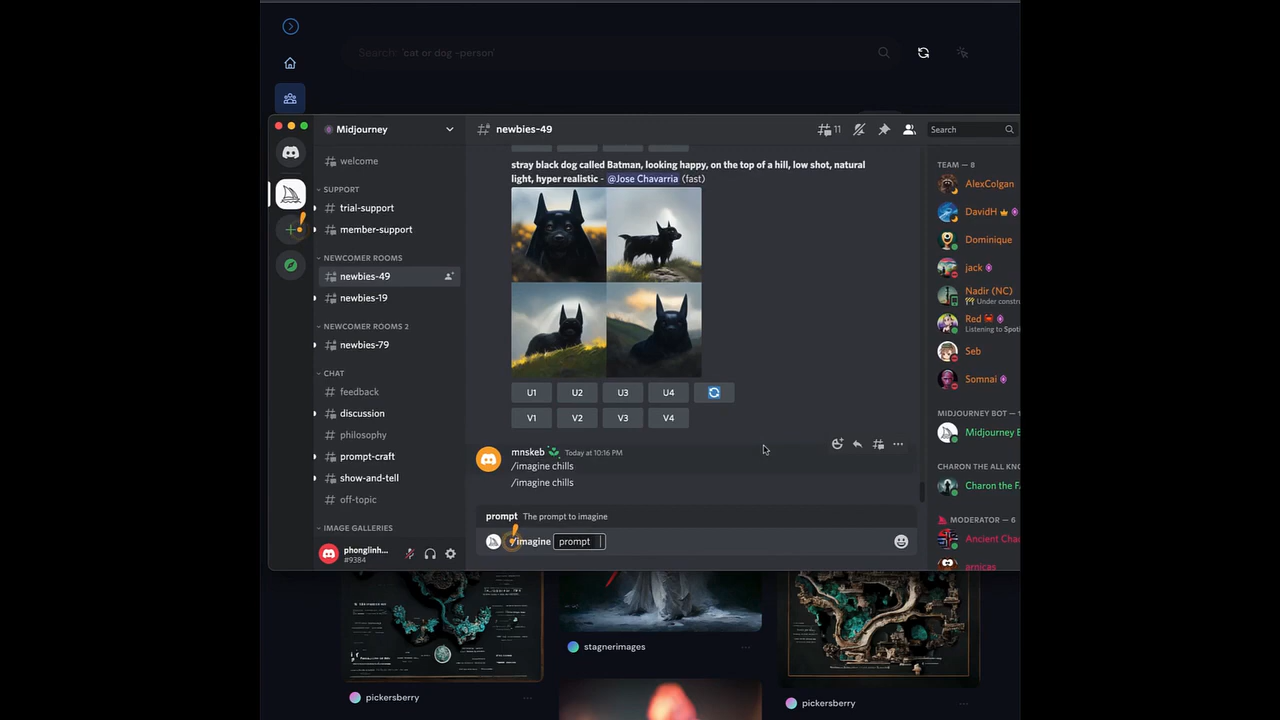 Search: 'cat or dog -person'
Midjourney
newbies-49
11
Search
welcome
SUPPORT
trial-support
member-support
NEWCOMER ROOMS
newbies-49
newbies-19
NEWCOMER ROOMS 2
newbies-79
CHAT
feedback
discussion
philosophy
prompt-craft
show-and-tell
off-topic
IMAGE GALLERIES
phonglinh...
#9384
stray black dog called Batman, looking happy, on the top of a hill, low shot, natural
light, hyper realistic - @Jose Chavarria (fast)
U1 U2 U3 U4
V1 V2 V3 V4
mnskeb Today at 10:16 PM
/imagine chills
/imagine chills
prompt The prompt to imagine
/imagine prompt
TEAM — 8
AlexColgan
DavidH
Dominique
jack
Nadir (NC)
Under constru
Red
Listening to Spoti
Seb
Somnai
MIDJOURNEY BOT — 1
Midjourney B
CHARON THE ALL KNO
Charon the F
MODERATOR — 6
Ancient Cha
arnicas
stagnerimages
pickersberry
pickersberry